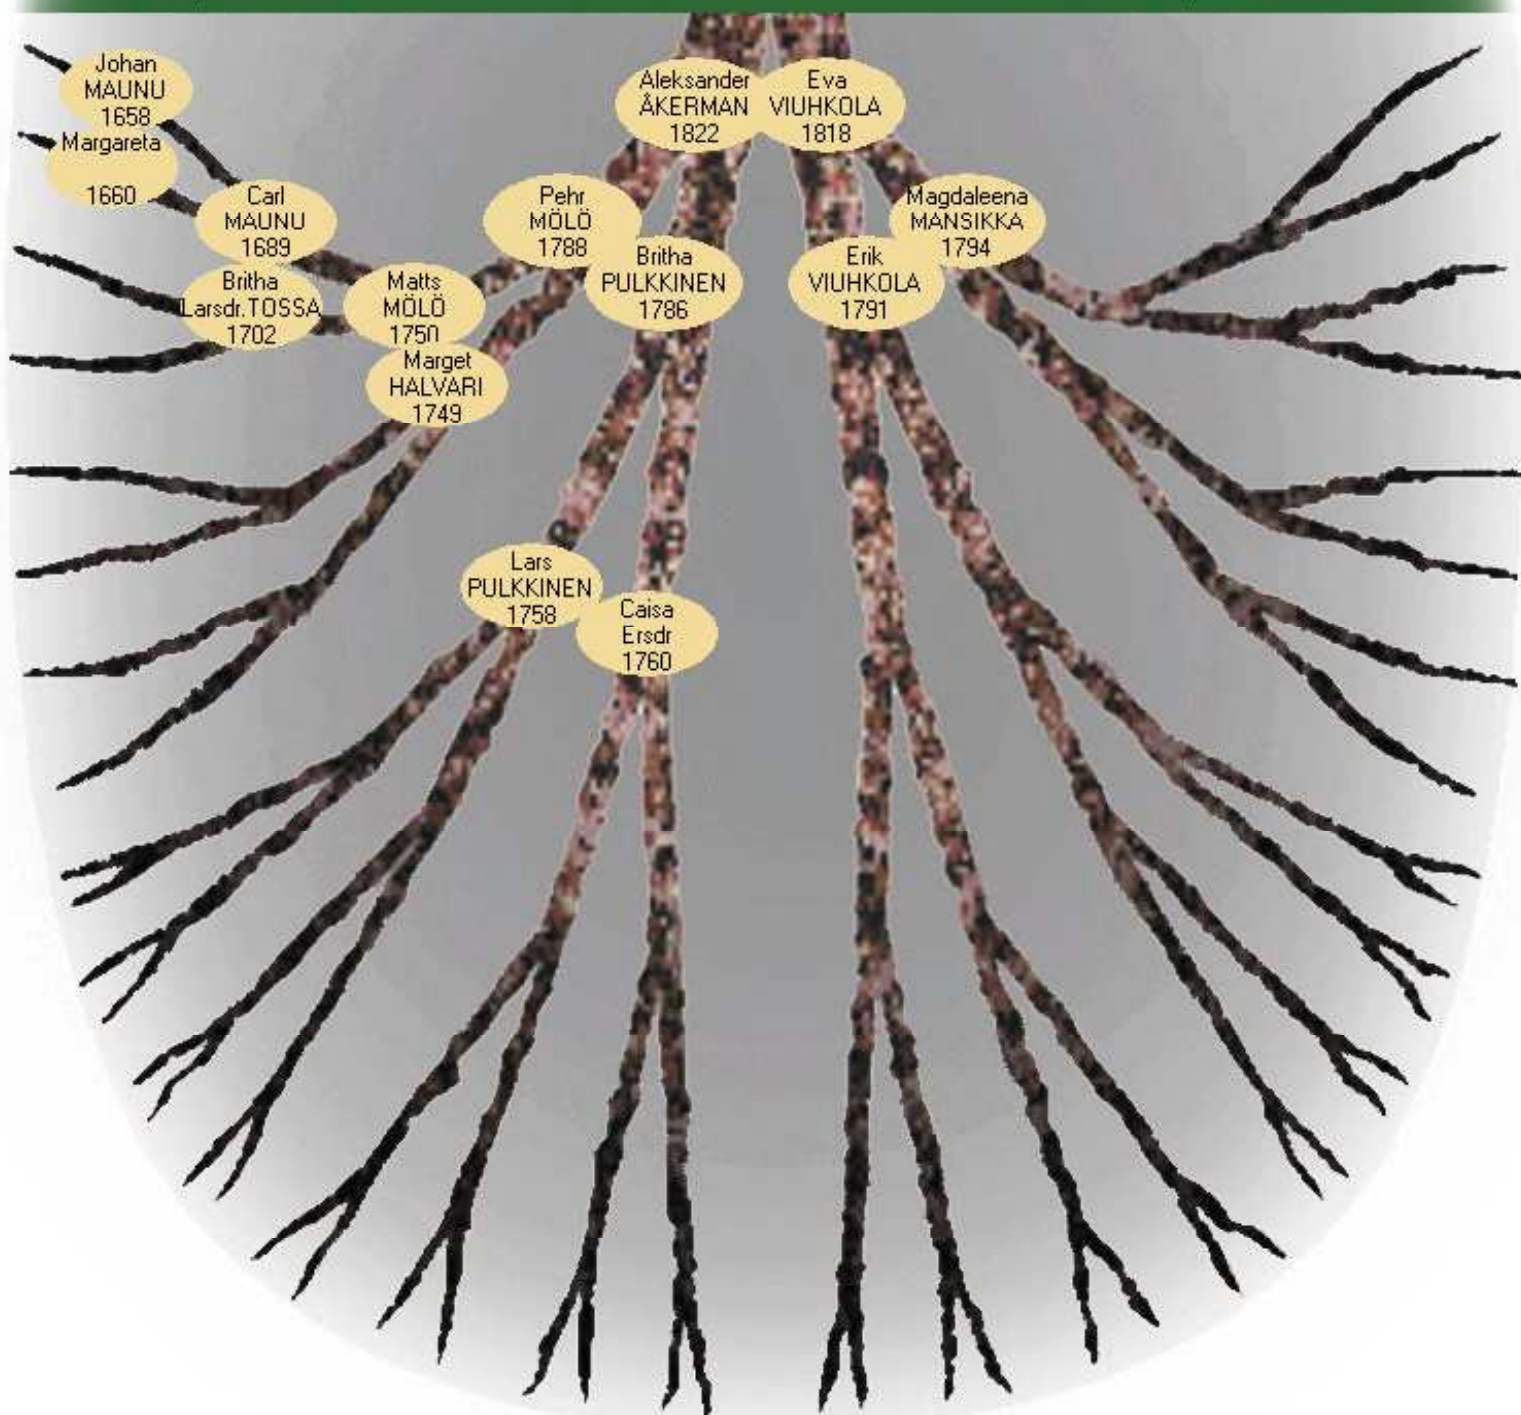 Johan
MAUNU
1658
Margareta
1660
Carl
MAUNU
1689
Britha
Larsdr.TOSSA
1702
Matts
MÖLÖ
1750
Marget
HALVARI
1749
Pehr
MÖLÖ
1788
Britha
PULKKINEN
1786
Aleksander
ÅKERMAN
1822
Eva
VIUHKOLA
1818
Magdaleena
MANSIKKA
1794
Erik
VIUHKOLA
1791
Lars
PULKKINEN
1758
Caisa
Ersdr
1760